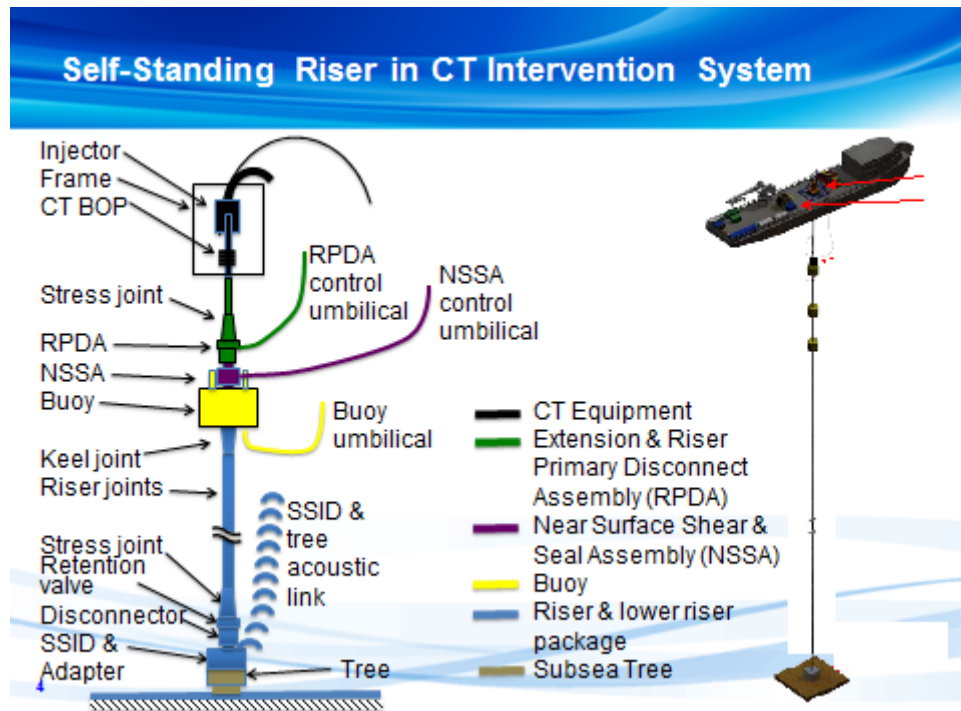 Self-Standing Riser in CT Intervention System
Injector
Frame
CT BOP
Stress joint
RPDA
NSSA
Buoy
Keel joint
Riser joints
Stress joint
Retention
valve
Disconnector
SSID &
Adapter
RPDA
control
umbilical
NSSA
control
umbilical
Buoy
umbilical
SSID &
tree
acoustic
link
Tree
CT Equipment
Extension & Riser
Primary Disconnect
Assembly (RPDA)
Near Surface Shear &
Seal Assembly (NSSA)
Buoy
Riser & lower riser
package
Subsea Tree
4